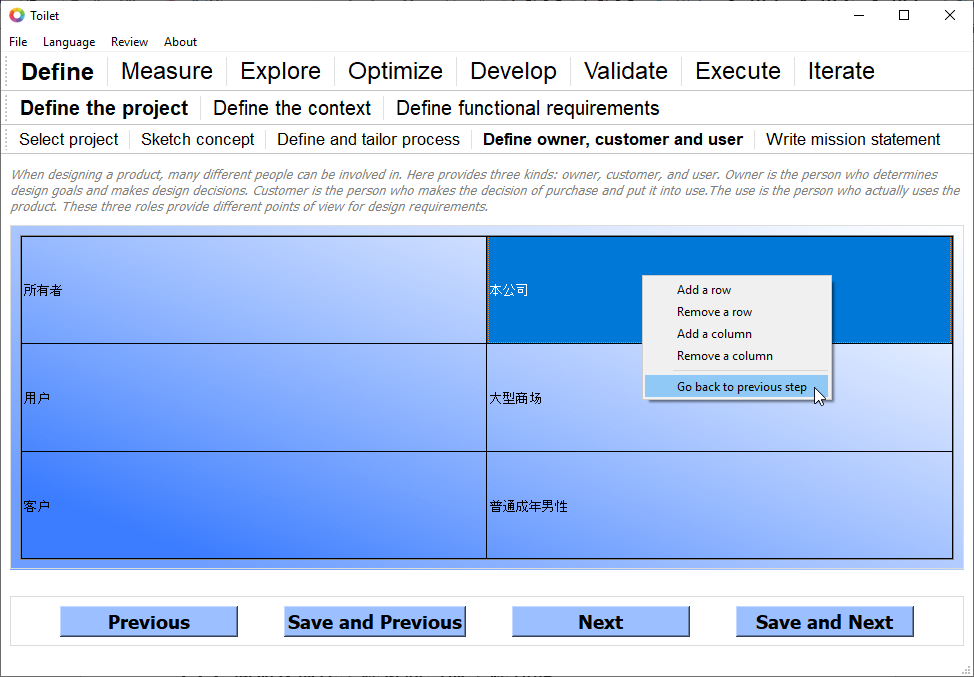 Toilet
File Language Review About
Define Measure Explore Optimize Develop Validate Execute Iterate
Define the project Define the context Define functional requirements
Select project Sketch concept Define and tailor process Define owner, customer and user Write mission statement
When designing a product, many different people can be involved in. Here provides three kinds: owner, customer, and user. Owner is the person who determines
design goals and makes design decisions. Customer is the person who makes the decision of purchase and put it into use.The use is the person who actually uses the
product. These three roles provide different points of view for design requirements.
所有者 本公司
Add a row
Remove a row
Add a column
Remove a column
Go back to previous step
用户 大型商场
客户 普通成年男性
Previous Save and Previous Next Save and Next